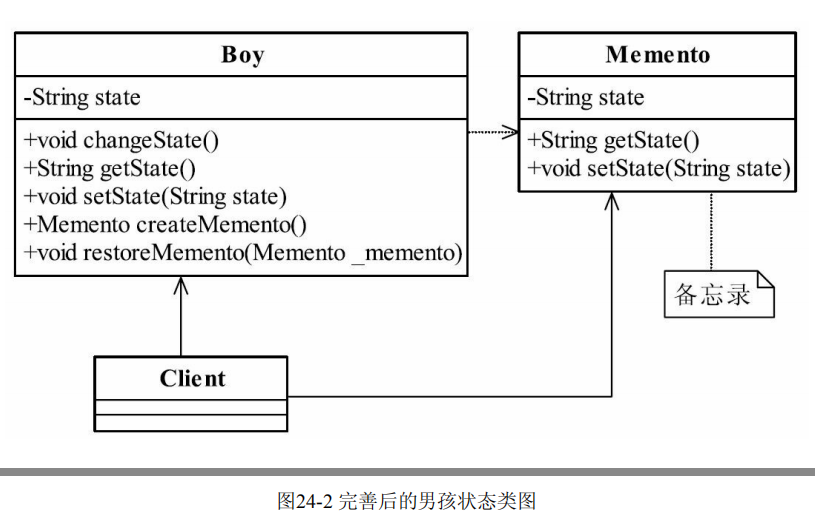 Boy
-String state
+void changeState()
+String getState()
+void setState(String state)
+Memento createMemento()
+void restoreMemento(Memento _memento)
Memento
-String state
+String getState()
+void setState(String state)
备忘录
Client
图24-2 完善后的男孩状态类图